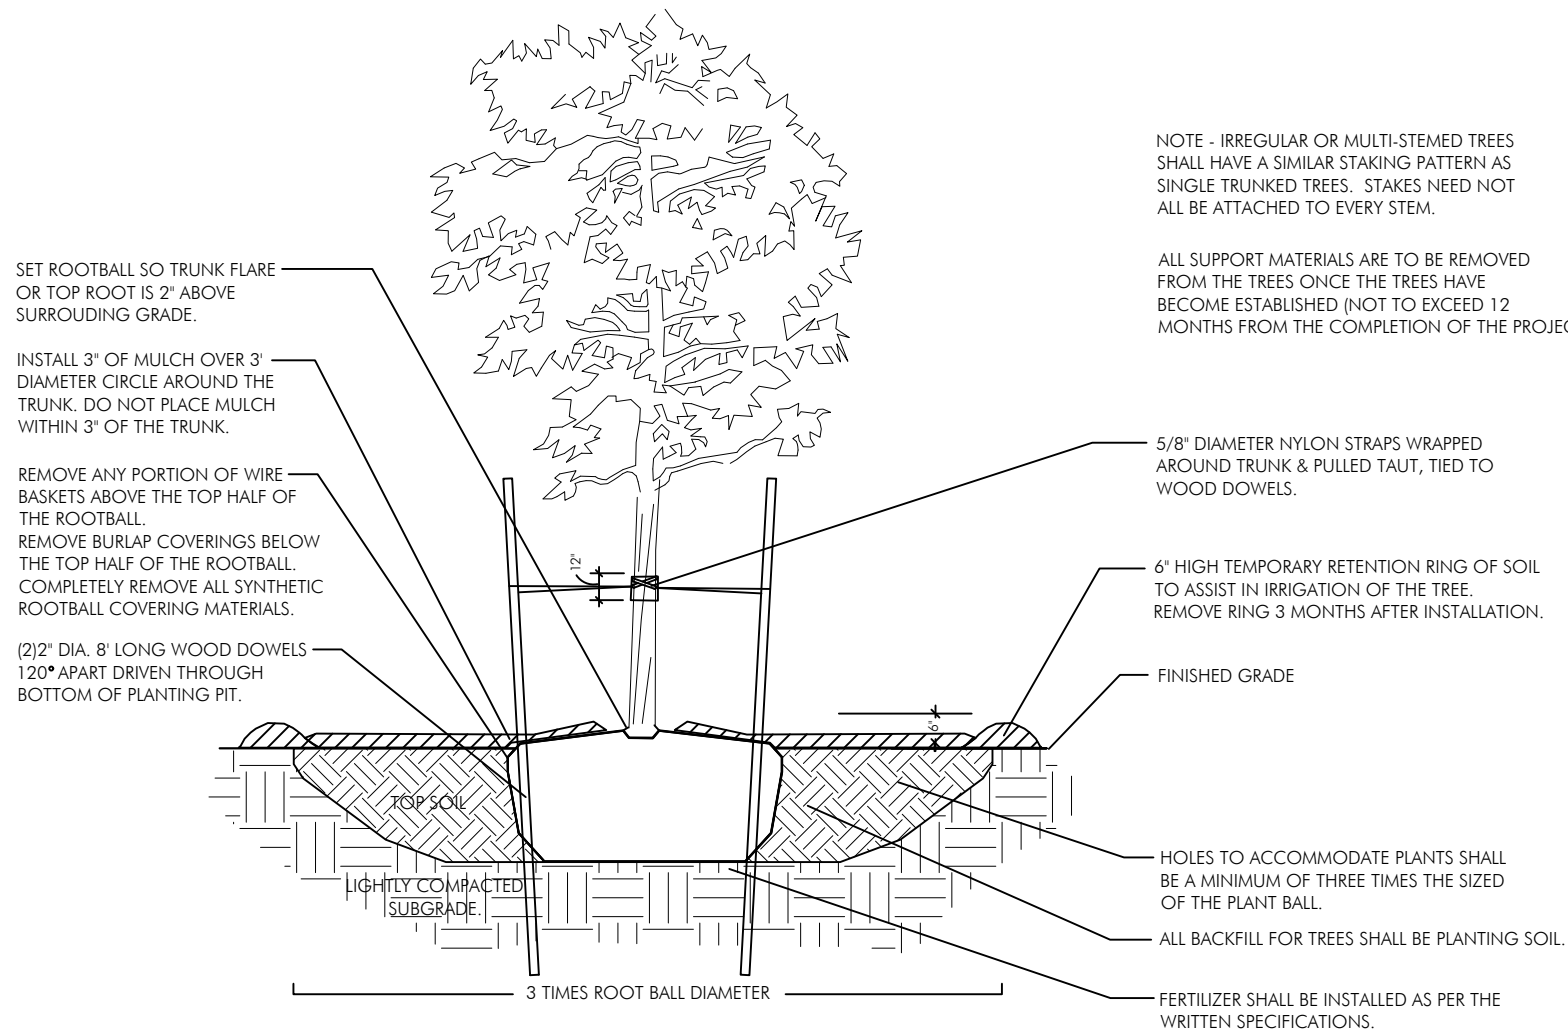 NOTE - IRREGULAR OR MULTI-STEMED TREES
SHALL HAVE A SIMILAR STAKING PATTERN AS
SINGLE TRUNKED TREES. STAKES NEED NOT
ALL BE ATTACHED TO EVERY STEM.
ALL SUPPORT MATERIALS ARE TO BE REMOVED
FROM THE TREES ONCE THE TREES HAVE
BECOME ESTABLISHED (NOT TO EXCEED 12
MONTHS FROM THE COMPLETION OF THE
SET ROOTBALL SO TRUNK FLARE
OR TOP ROOT IS 2" ABOVE
SURROUDING GRADE.
INSTALL 3" OF MULCH OVER 3'
DIAMETER CIRCLE AROUND THE
TRUNK. DO NOT PLACE MULCH
WITHIN 3" OF THE TRUNK.
REMOVE ANY PORTION OF WIRE
BASKETS ABOVE THE TOP HALF OF
THE ROOTBALL.
REMOVE BURLAP COVERINGS BELOW
THE TOP HALF OF THE ROOTBALL.
COMPLETELY REMOVE ALL SYNTHETIC
ROOTBALL COVERING MATERIALS.
(2)2" DIA. 8' LONG WOOD DOWELS
120° APART DRIVEN THROUGH
BOTTOM OF PLANTING PIT.
12"
5/8" DIAMETER NYLON STRAPS WRAPPED
AROUND TRUNK & PULLED TAUT, TIED TO
WOOD DOWELS.
6" HIGH TEMPORARY RETENTION RING OF SOIL
TO ASSIST IN IRRIGATION OF THE TREE.
REMOVE RING 3 MONTHS AFTER INSTALLATION.
FINISHED GRADE
6"
TOP SOIL
LIGHTLY COMPACTED
SUBGRADE.
HOLES TO ACCOMMODATE PLANTS SHALL
BE A MINIMUM OF THREE TIMES THE SIZED
OF THE PLANT BALL.
ALL BACKFILL FOR TREES SHALL BE PLANTING SOIL.
3 TIMES ROOT BALL DIAMETER
FERTILIZER SHALL BE INSTALLED AS PER THE
WRITTEN SPECIFICATIONS.